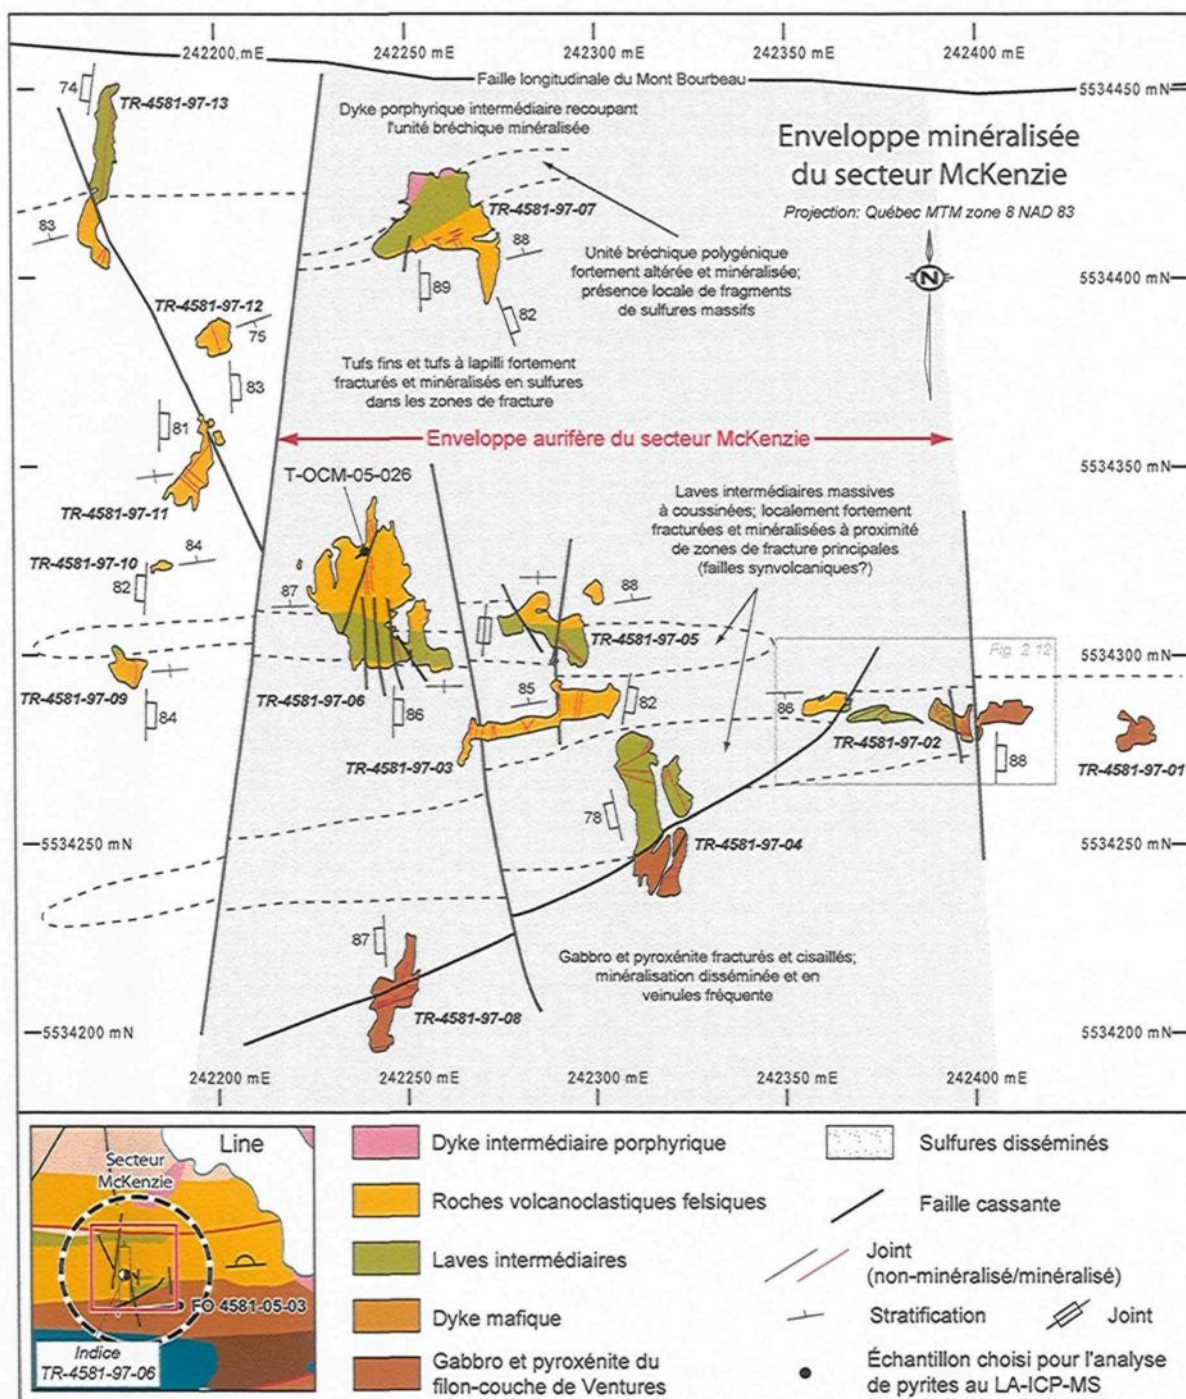 242200 mE
242250 mE
242300 mE
242350 mE
242400 mE
Faille longitudinale du Mont Bourbeau
5534450 mN
74
TR-4581-97-13
Dyke porphyrique intermédiaire recoupant
l'unité bréchique minéralisée
Enveloppe minéralisée
du secteur McKenzie
Projection: Québec MTM zone 8 NAD 83
N
83
TR-4581-97-07
88
89
82
Unité bréchique polygénique
fortement altérée et minéralisée;
présence locale de fragments
de sulfures massifs
5534400 mN
TR-4581-97-12
75
83
Tufs fins et tufs à lapilli fortement
fracturés et minéralisés en sulfures
dans les zones de fracture
81
Enveloppe aurifère du secteur McKenzie
5534350 mN
T-OCM-05-026
TR-4581-97-11
Laves intermédiaires massives
à coussinées; localement fortement
fracturées et minéralisées à proximité
de zones de fracture principales
(failles synvolcaniques?)
TR-4581-97-10
84
82
87
88
TR-4581-97-05
Fig. 2.12
5534300 mN
TR-4581-97-09
84
TR-4581-97-06
86
85
82
86
TR-4581-97-03
TR-4581-97-02
88
TR-4581-97-01
78
5534250 mN
TR-4581-97-04
5534250 mN
87
Gabbro et pyroxénite fracturés et cisaillés;
minéralisation disséminée et en
veinules fréquente
TR-4581-97-08
5534200 mN
5534200 mN
242200 mE
242250 mE
242300 mE
242350 mE
242400 mE
Line
Secteur
McKenzie
FO 4581-05-03
Indice
TR-4581-97-06
Dyke intermédiaire porphyrique
Roches volcanoclastiques felsiques
Laves intermédiaires
Dyke mafique
Gabbro et pyroxénite du
filon-couche de Ventures
Sulfures disséminés
Faille cassante
Joint
(non-minéralisé/minéralisé)
Stratification
Joint
Échantillon choisi pour l'analyse
de pyrites au LA-ICP-MS